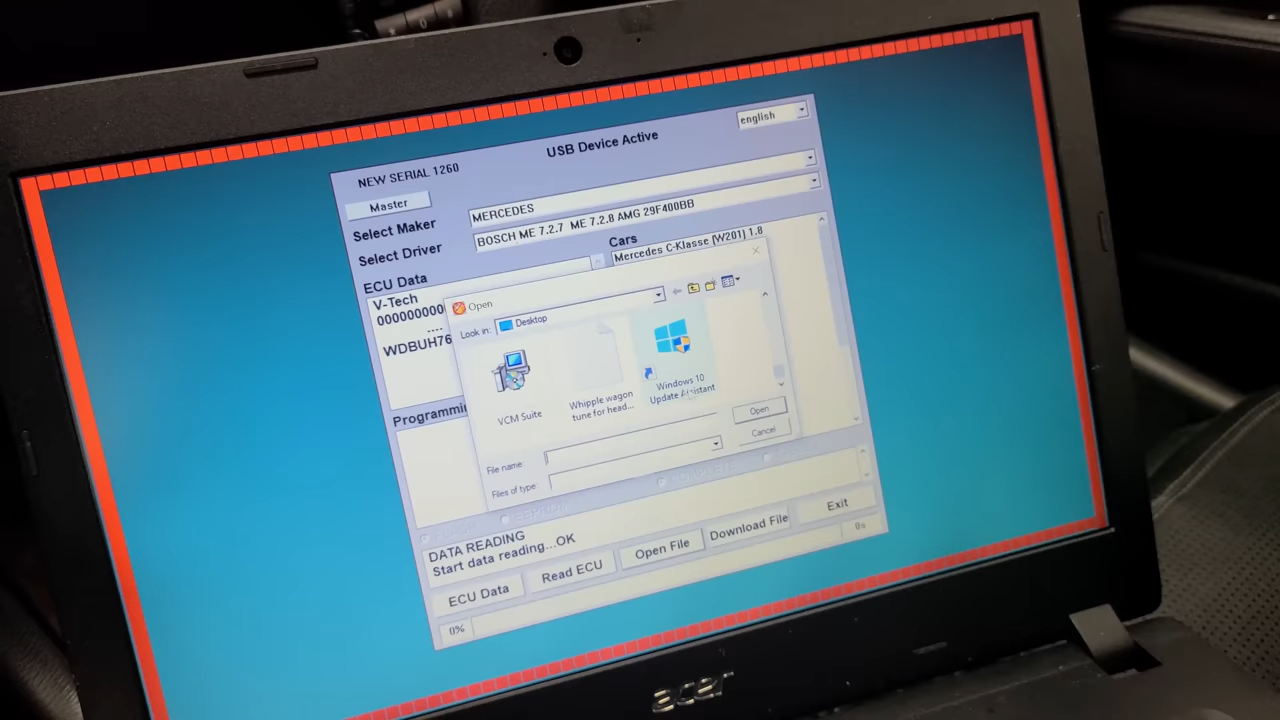 english
NEW SERIAL 1260
USB Device Active
Master
Select Maker
MERCEDES
Select Driver
BOSCH ME 7.2.7 ME 7.2.8 AMG 29F400BB
ECU Data
Cars
Mercedes C-Klasse (W201) 1.8
V-Tech
000000000
....
WDBUH76
Open
Look in:
Desktop
VCM Suite
Whipple wagon
tune for head...
Windows 10
Update Assistant
File name:
Open
Files of type:
Cancel
DATA READING
Start data reading...OK
ECU Data
Read ECU
Open File
Download File
Exit
0%
0s
acer